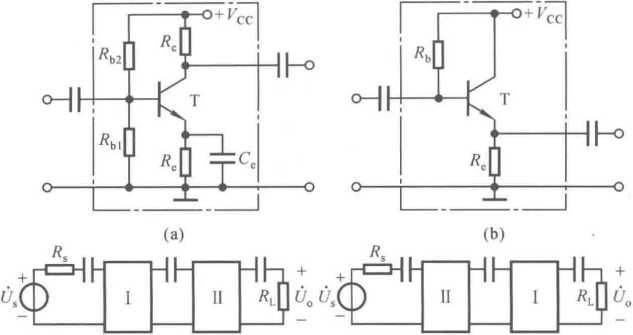 +V_CC
+V_CC
R_b2
R_c
R_b
T
T
R_b1
R_e
C_e
R_e
(a)
(b)
R_s
R_s
+ + + +
U̇_s I II R_L U̇_o U̇_s II I R_L U̇_o
− − − −